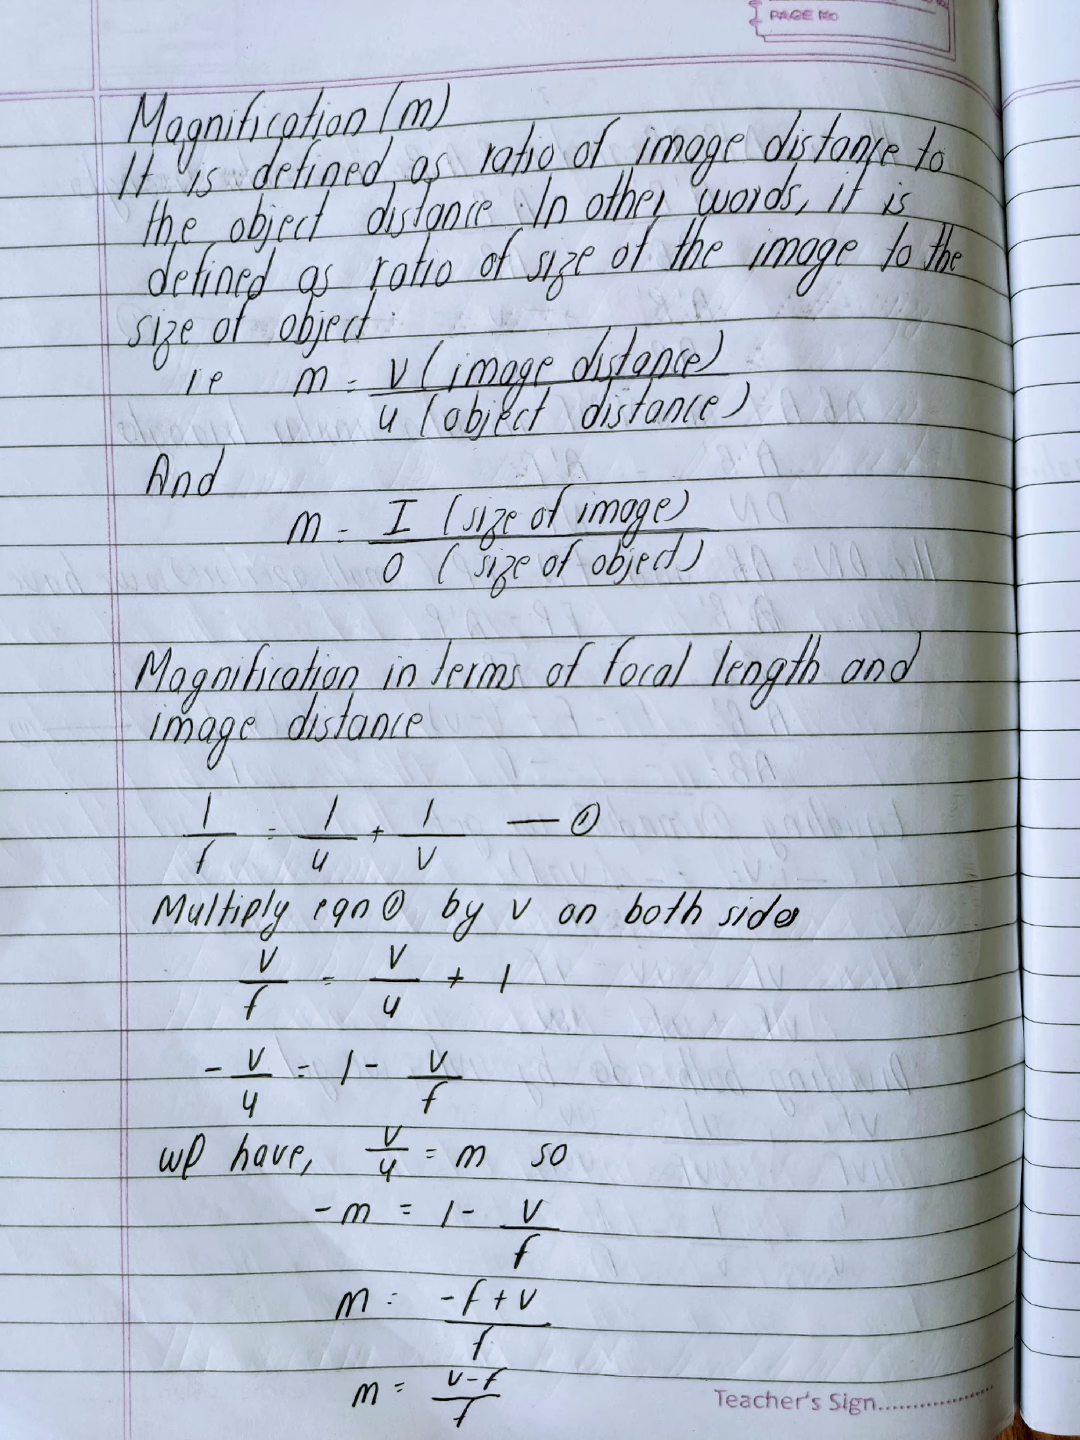 PAGE No
Magnification (m)
It is defined as ratio of image distance to
the object distance. In other words, it is
defined as ratio of size of the image to the
size of object.
ie m = v (image distance)
u (object distance)
And
m = I (size of image)
O (size of object)
Magnification in terms of focal length and
image distance
1/f = 1/u + 1/v — ①
Multiply eqn ① by v on both sides
v/f = v/u + 1
- v/u = 1 - v/f
we have, v/u = m so
-m = 1 - v/f
m = -f + v / f
m = v-f / f
Teacher's Sign..................